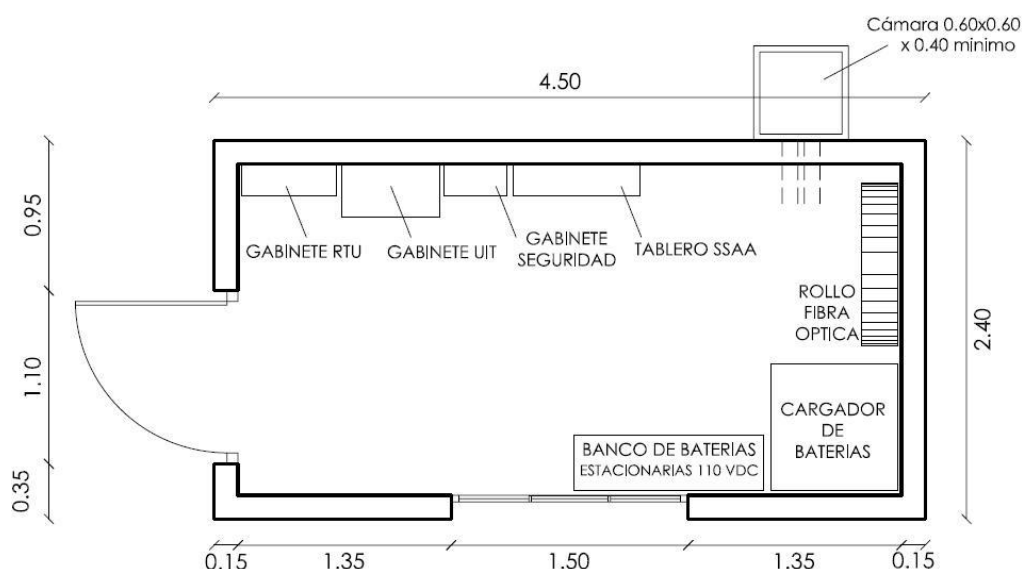 Cámara 0.60x0.60
x 0.40 minimo
4.50
0.95
GABINETE RTU
GABINETE UIT
GABINETE
SEGURIDAD
TABLERO SSAA
ROLLO
FIBRA
OPTICA
2.40
1.10
CARGADOR
DE
BATERIAS
BANCO DE BATERIAS
ESTACIONARIAS 110 VDC
0.35
0.15
1.35
1.50
1.35
0.15